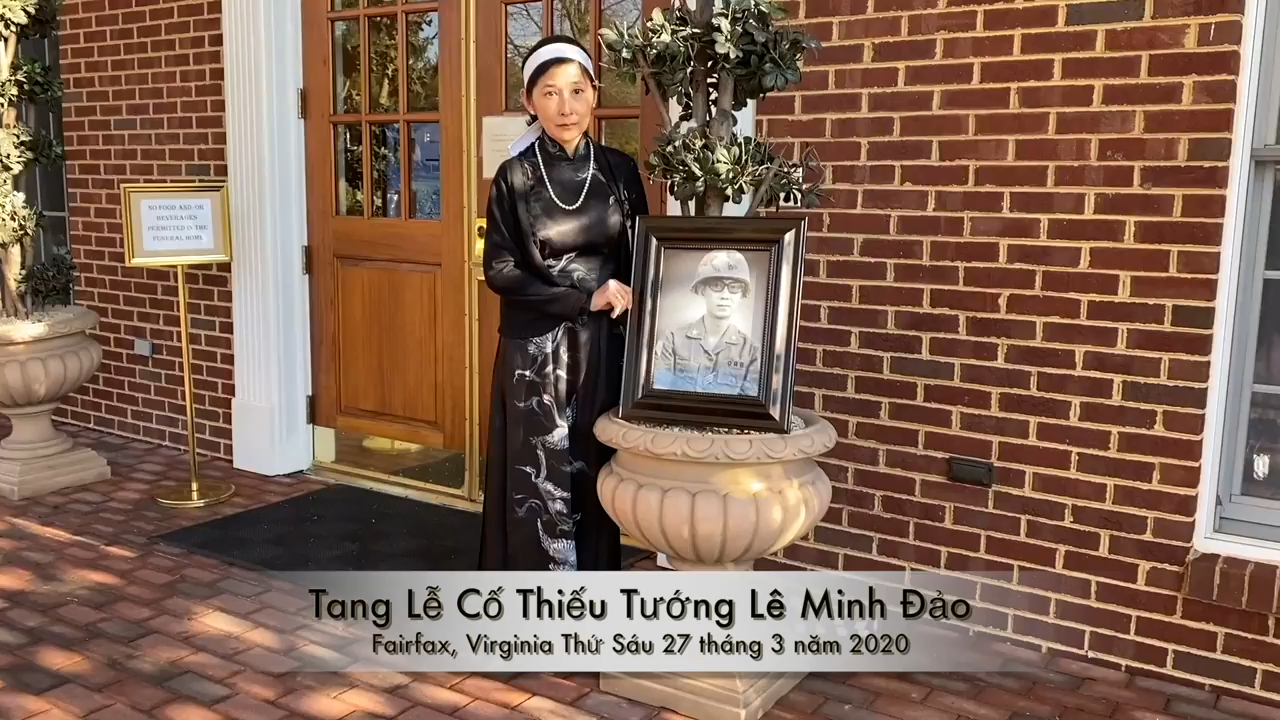 NO FOOD AND/OR
BEVERAGES
PERMITTED IN THE
FUNERAL HOME
Tang Lễ Cố Thiếu Tướng Lê Minh Đảo
Fairfax, Virginia Thứ Sáu 27 tháng 3 năm 2020